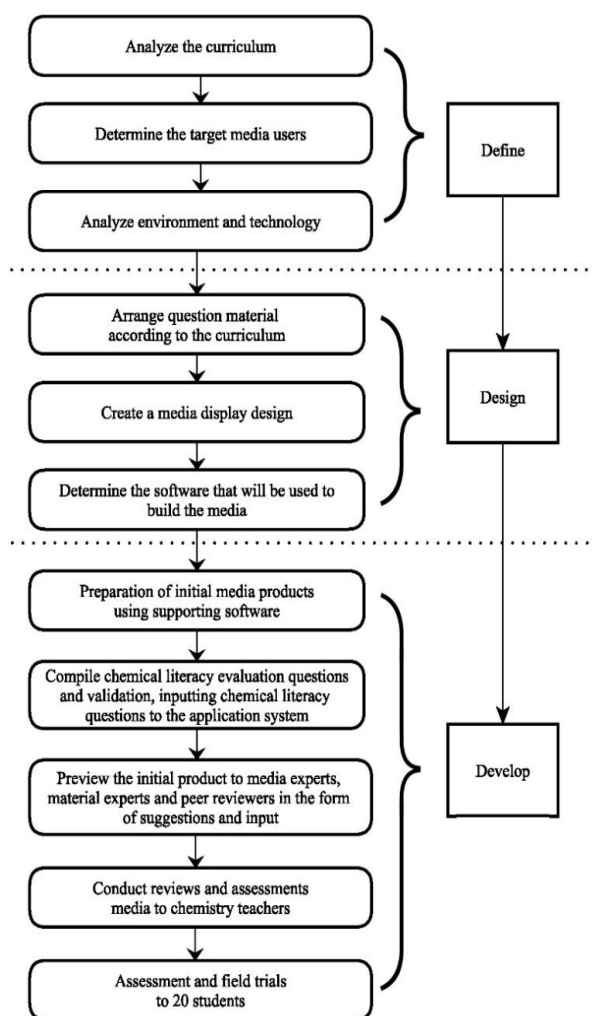 Analyze the curriculum
Determine the target media users
Define
Analyze environment and technology
Arrange question material
according to the curriculum
Create a media display design
Design
Determine the software that will be used to
build the media
Preparation of initial media products
using supporting software
Compile chemical literacy evaluation questions
and validation, inputting chemical literacy
questions to the application system
Preview the initial product to media experts,
material experts and peer reviewers in the form
of suggestions and input
Develop
Conduct reviews and assessments
media to chemistry teachers
Assessment and field trials
to 20 students